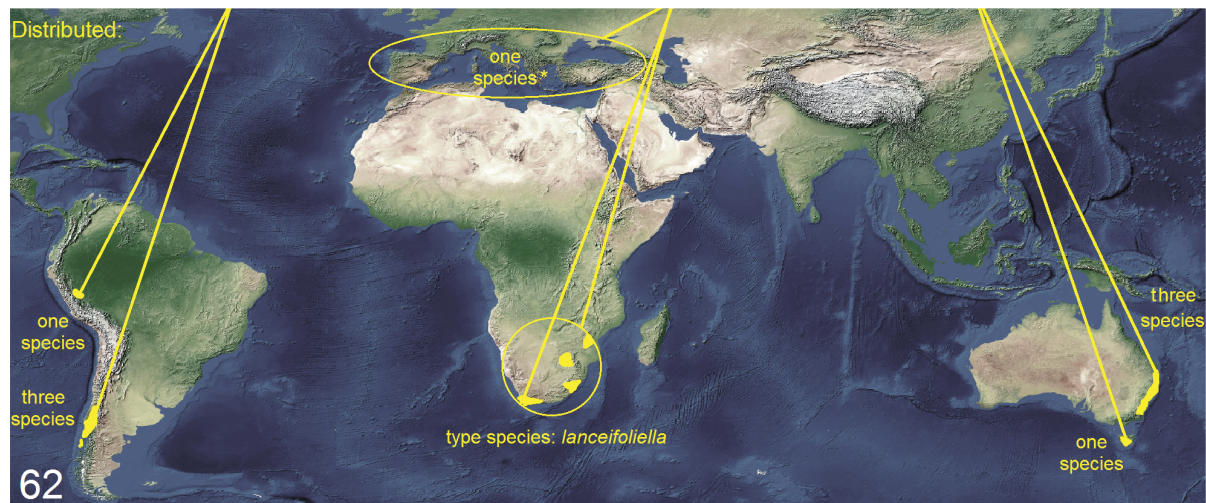 Distributed:
one
species*
one
species
three
species
type species: lanceifoliella
three
species
one
species
62